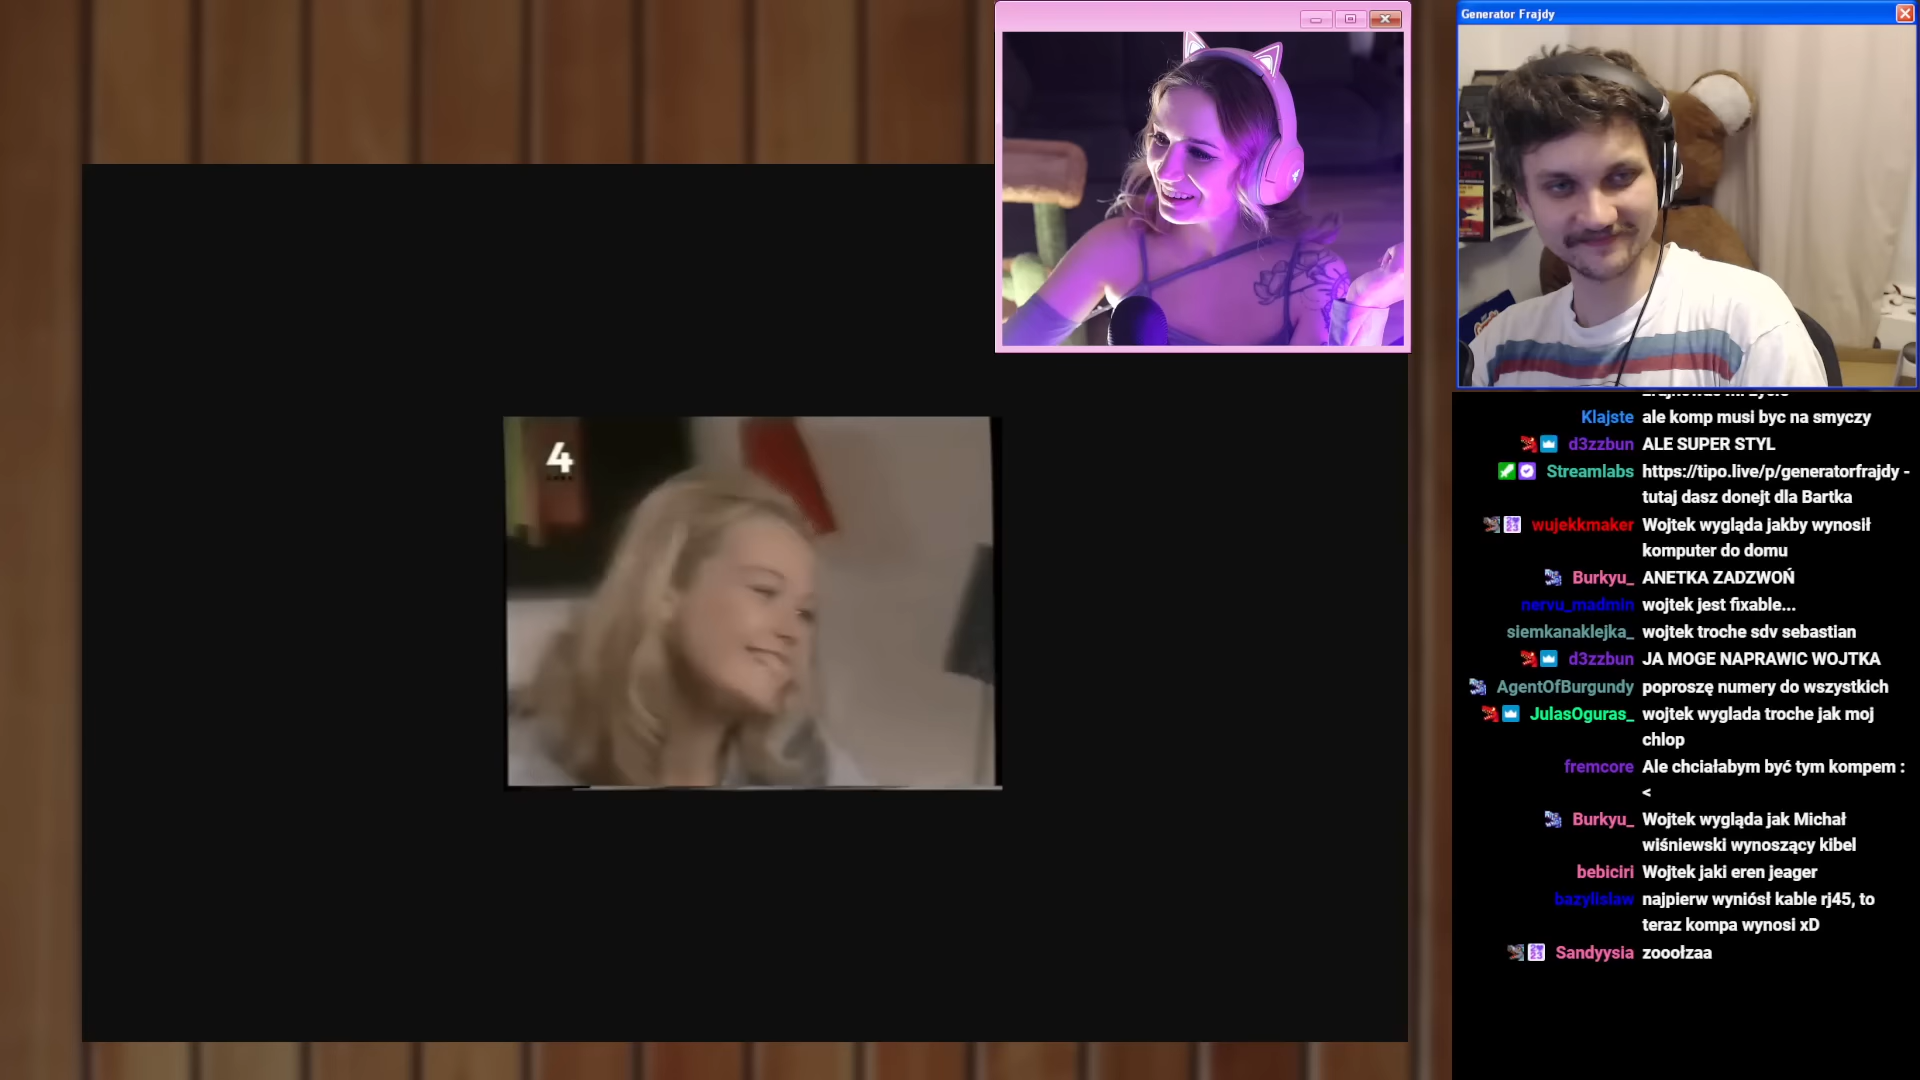 Generator Frajdy
4
Klajste ale komp musi byc na smyczy
d3zzbun ALE SUPER STYL
Streamlabs https://tipo.live/p/generatorfrajdy -
tutaj dasz donejt dla Bartka
wujekkmaker Wojtek wygląda jakby wynosił
komputer do domu
Burkyu_ ANETKA ZADZWOŃ
nervu_madmin wojtek jest fixable...
siemkanaklejka_ wojtek troche sdv sebastian
d3zzbun JA MOGE NAPRAWIC WOJTKA
AgentOfBurgundy poproszę numery do wszystkich
JulasOguras_ wojtek wyglada troche jak moj
chlop
fremcore Ale chciałabym być tym kompem :
<
Burkyu_ Wojtek wygląda jak Michał
wiśniewski wynoszący kibel
bebiciri Wojtek jaki eren jeager
bazylislaw najpierw wyniósł kable rj45, to
teraz kompa wynosi xD
Sandyysia zooołzaa